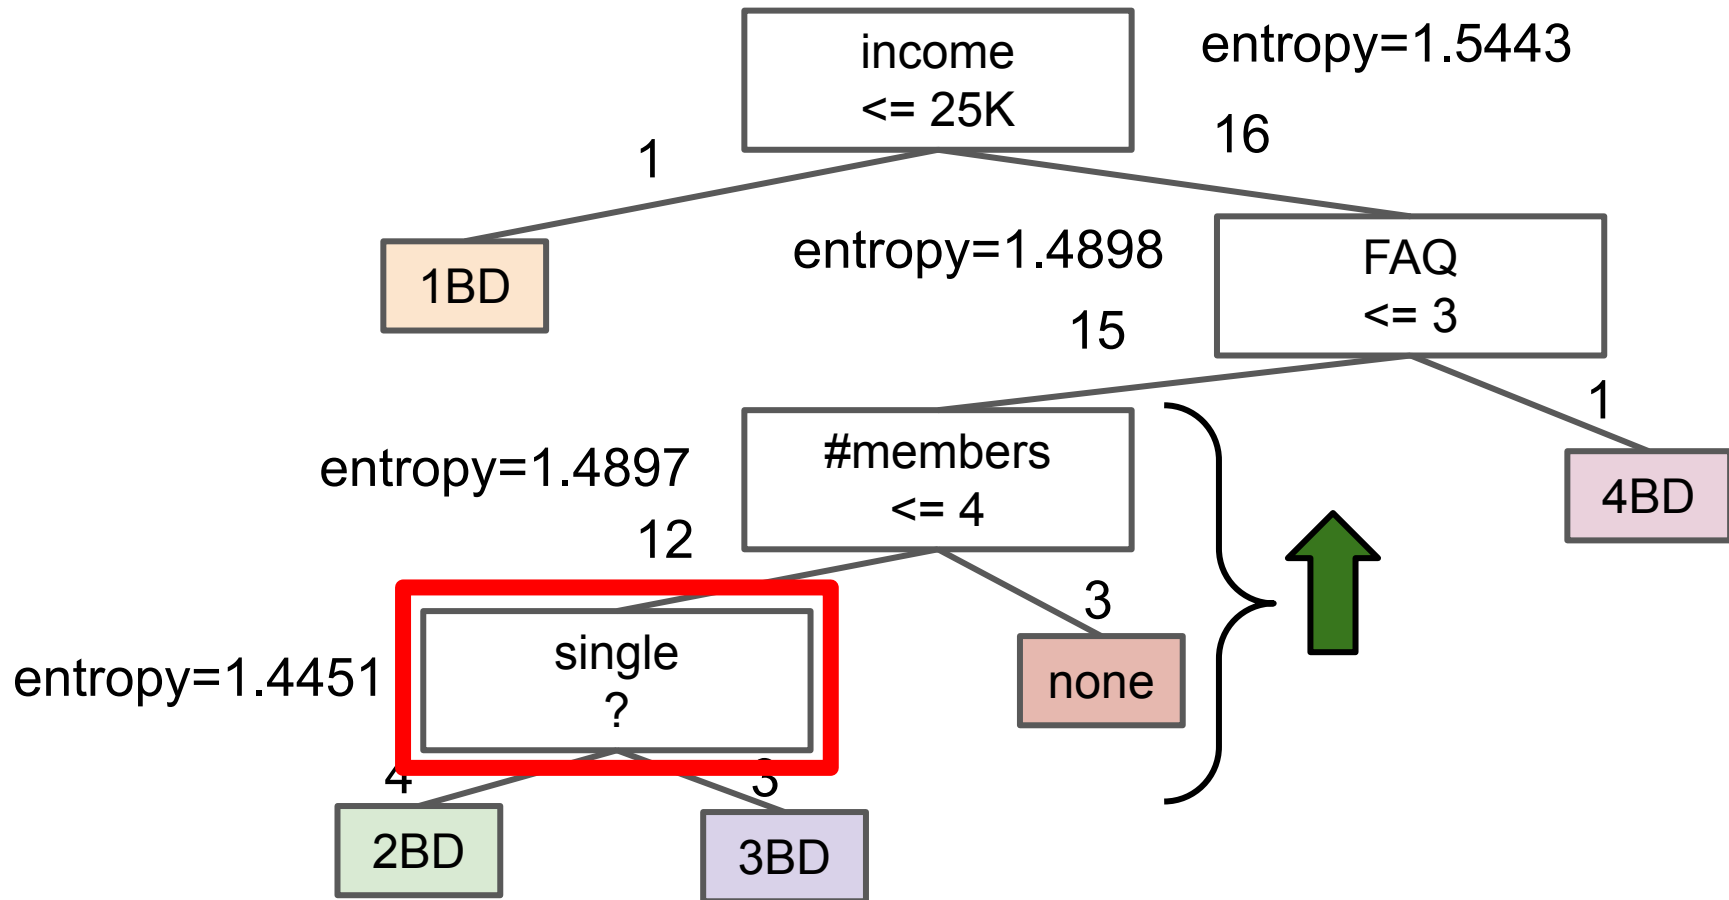 income
<= 25K
entropy=1.5443
1
16
1BD
entropy=1.4898
FAQ
<= 3
15
1
#members
<= 4
entropy=1.4897
4BD
12
3
single
?
entropy=1.4451
none
4
3
2BD
3BD